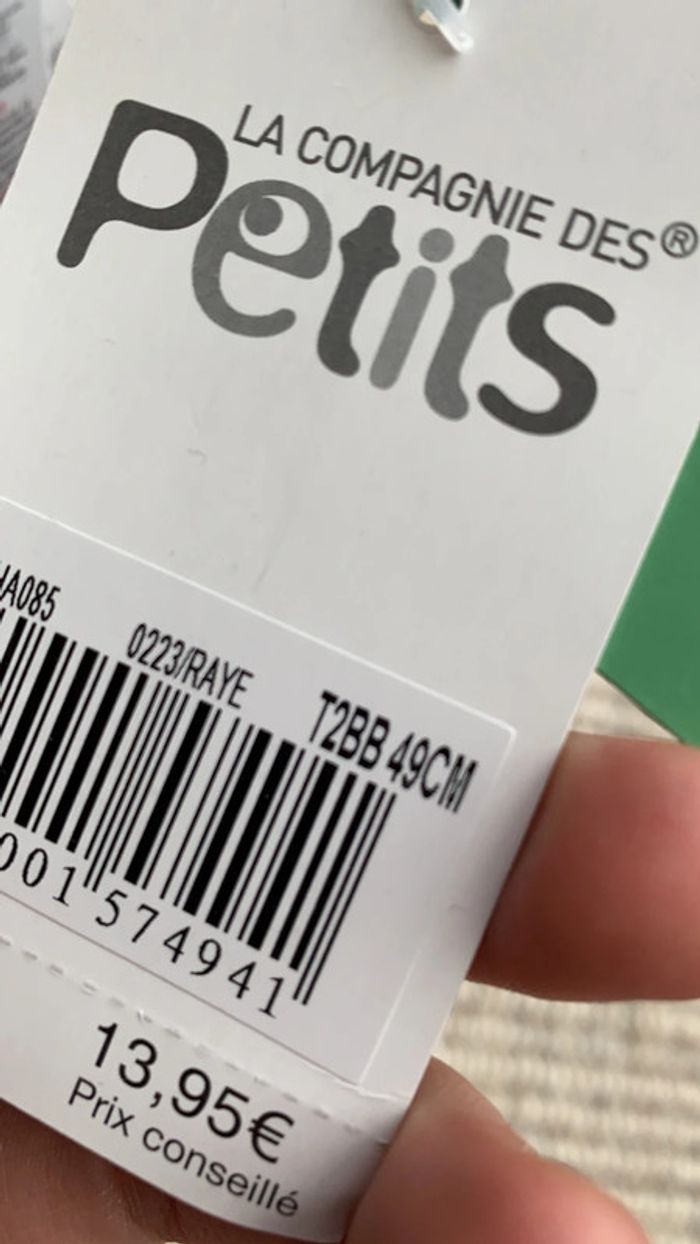 LA COMPAGNIE DES®
Petits
0223/RAYE
T2BB 49CM
574941
13,95€
Prix conseillé